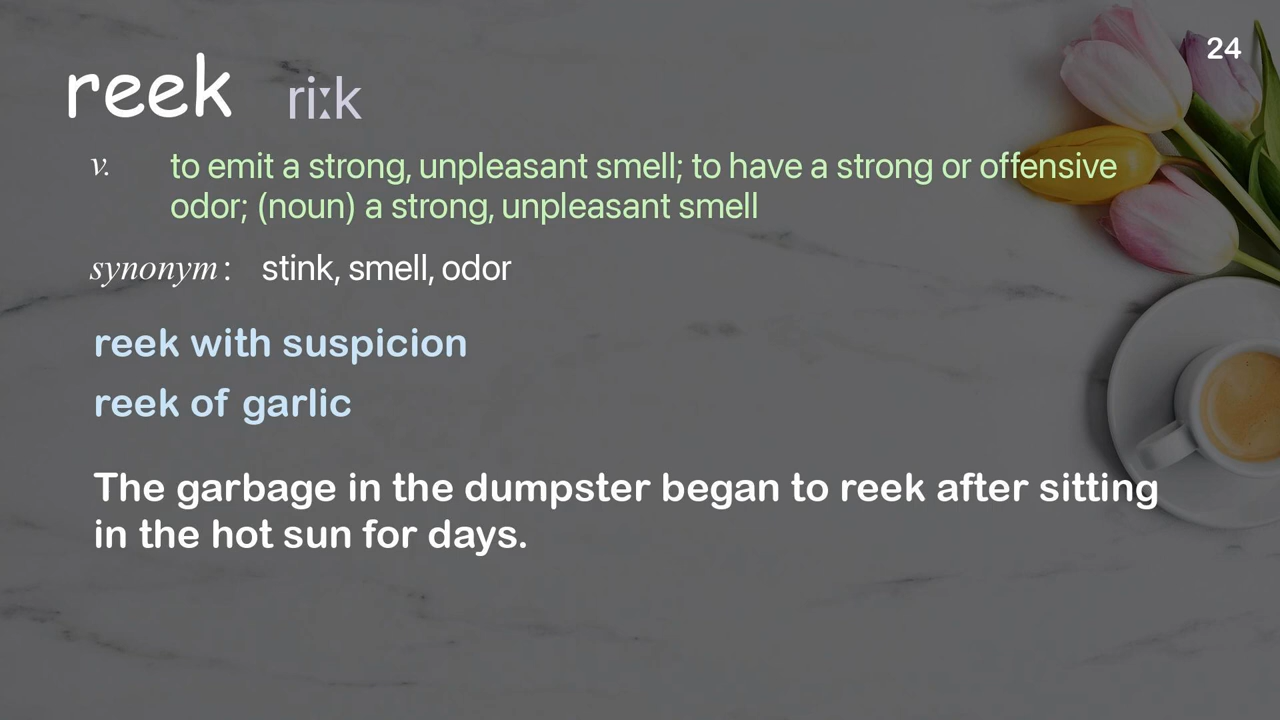 24
reek riːk
v. to emit a strong, unpleasant smell; to have a strong or offensive
odor; (noun) a strong, unpleasant smell
synonym: stink, smell, odor
reek with suspicion
reek of garlic
The garbage in the dumpster began to reek after sitting
in the hot sun for days.